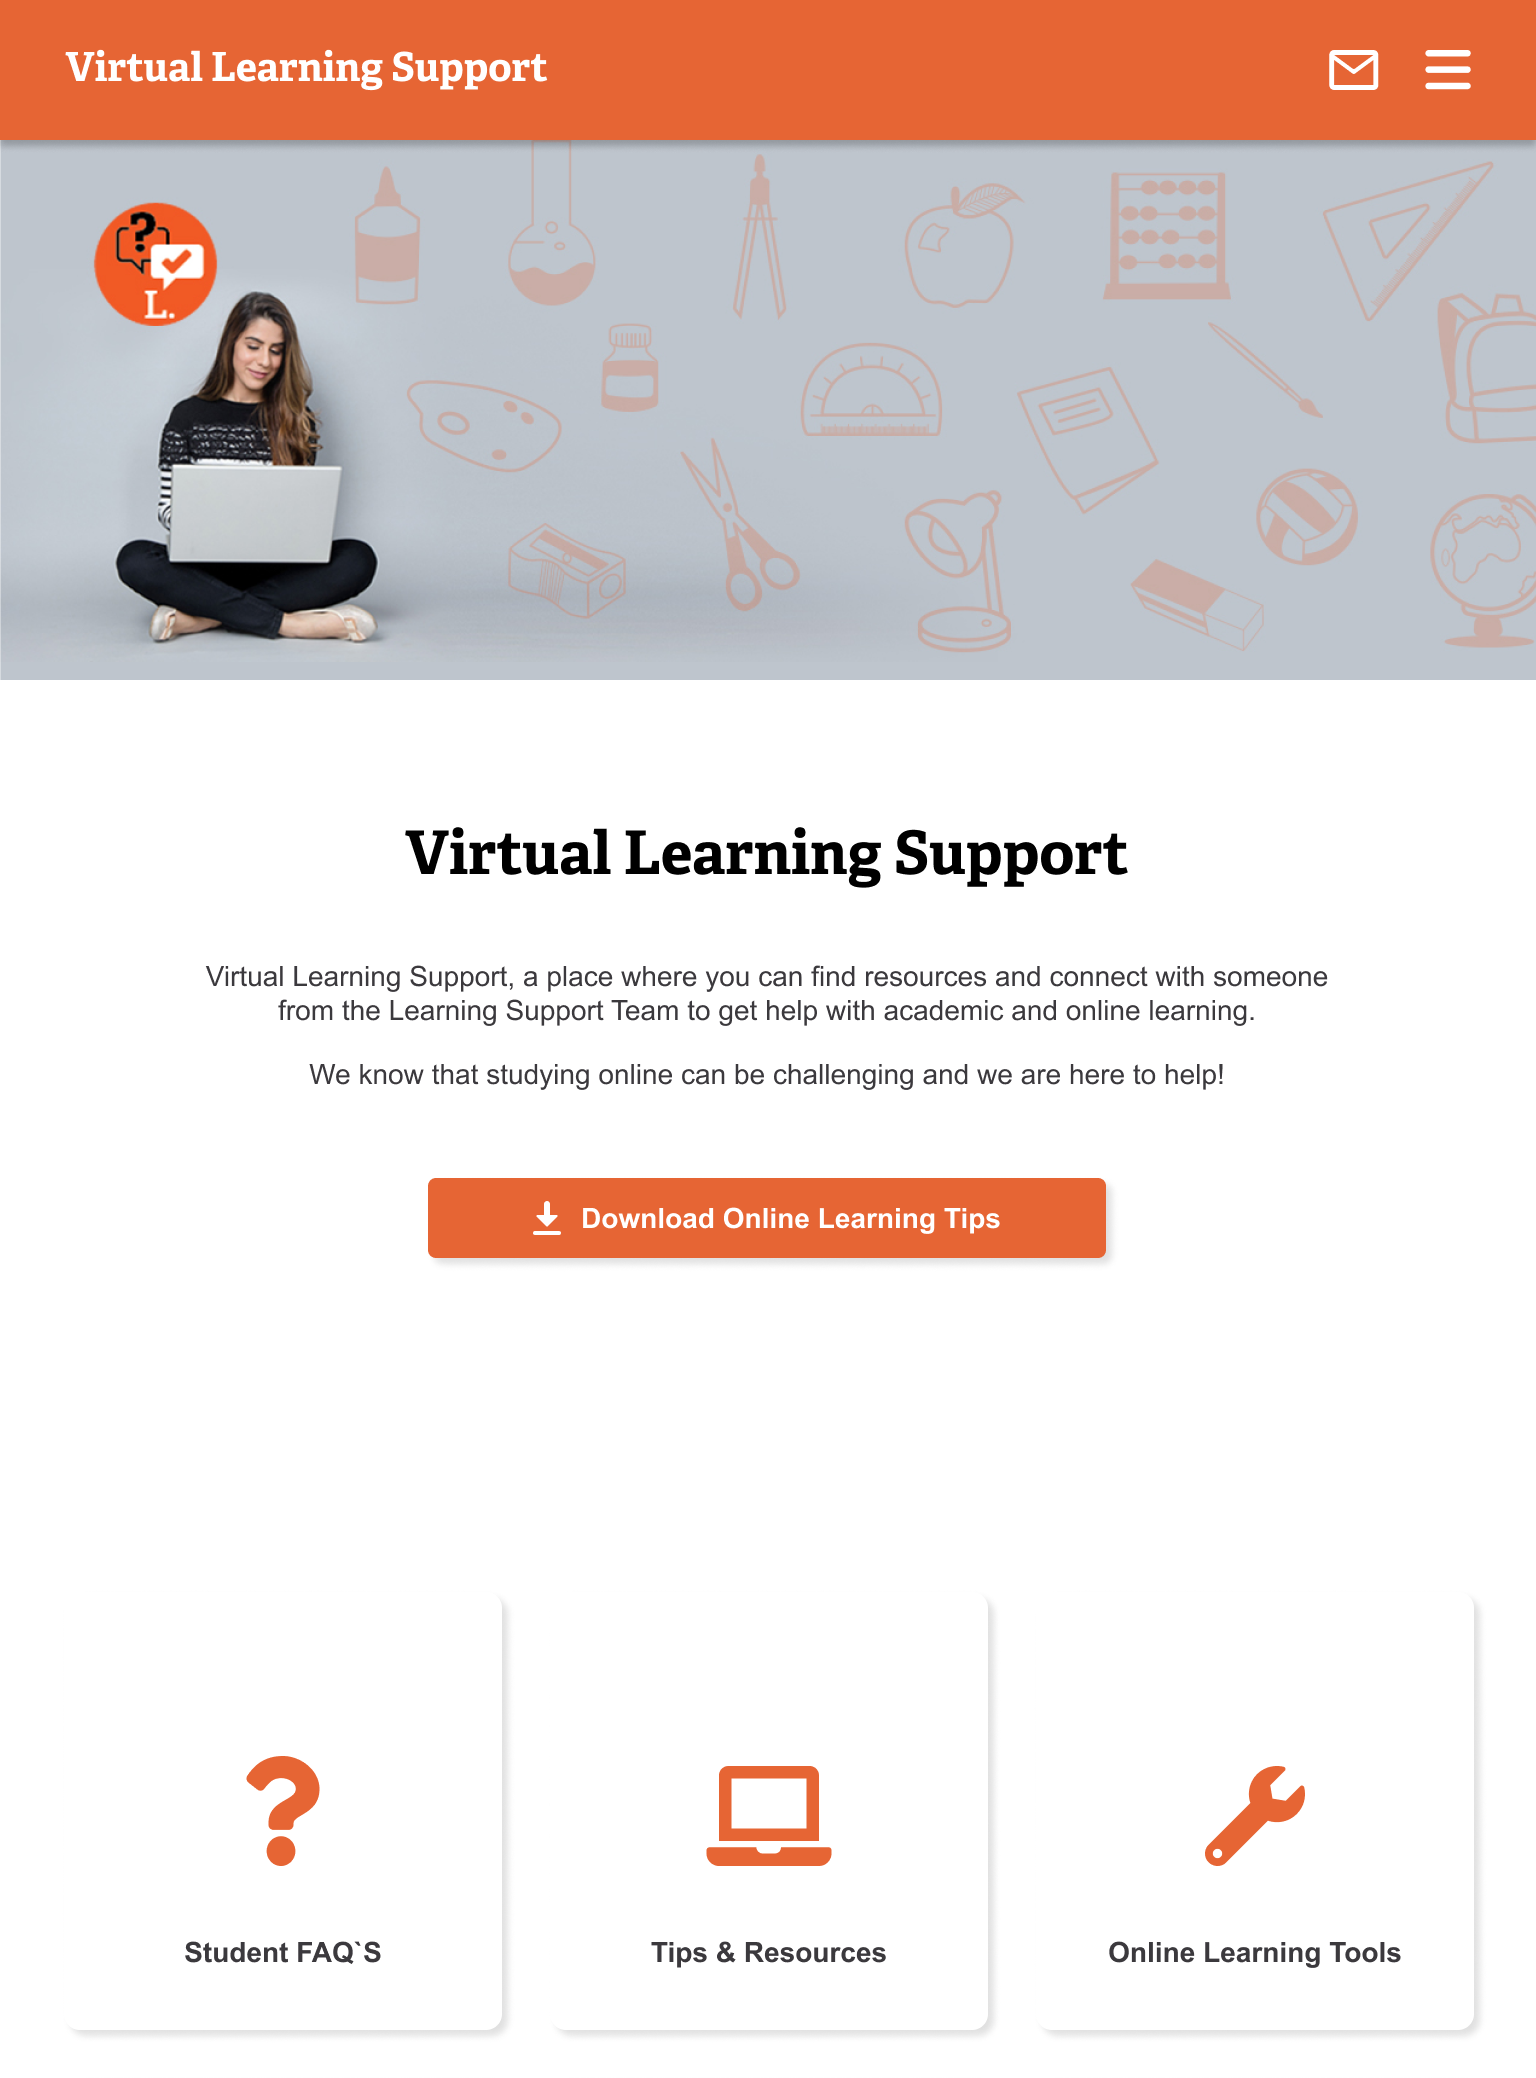 Virtual Learning Support
?
L.
Virtual Learning Support
Virtual Learning Support, a place where you can find resources and connect with someone
from the Learning Support Team to get help with academic and online learning.
We know that studying online can be challenging and we are here to help!
Download Online Learning Tips
?
Student FAQ`S
Tips & Resources
Online Learning Tools